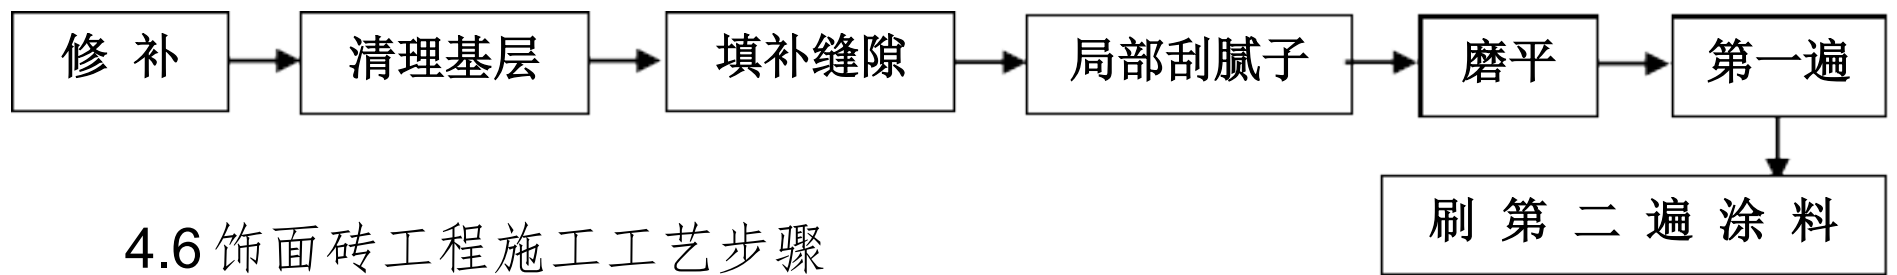 修 补 清理基层 填补缝隙 局部刮腻子 磨平 第一遍
刷 第 二 遍 涂 料
4.6 饰面砖工程施工工艺步骤